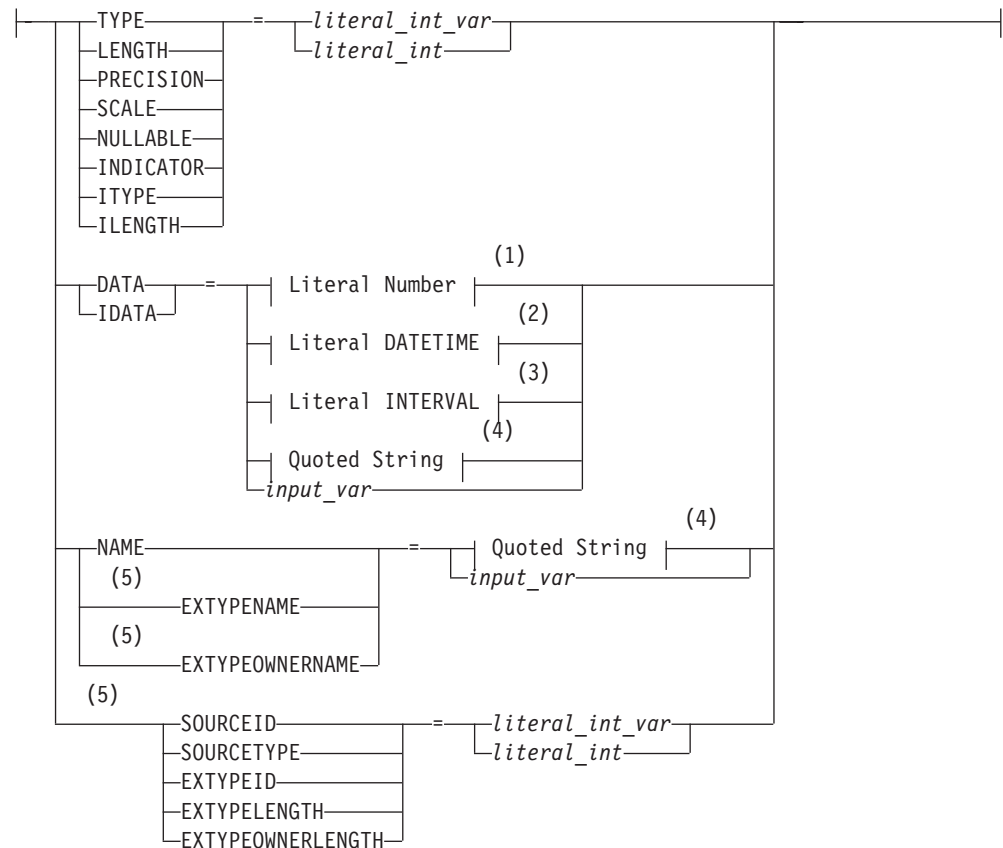 TYPE = literal_int_var
LENGTH literal_int
PRECISION
SCALE
NULLABLE
INDICATOR
ITYPE
ILENGTH
(1)
DATA = Literal Number
IDATA (2)
Literal DATETIME
(3)
Literal INTERVAL
(4)
Quoted String
input_var
(4)
NAME = Quoted String
(5) input_var
EXTYPENAME
(5)
EXTYPEOWNERNAME
(5)
SOURCEID = literal_int_var
SOURCETYPE literal_int
EXTYPEID
EXTYPELENGTH
EXTYPEOWNERLENGTH